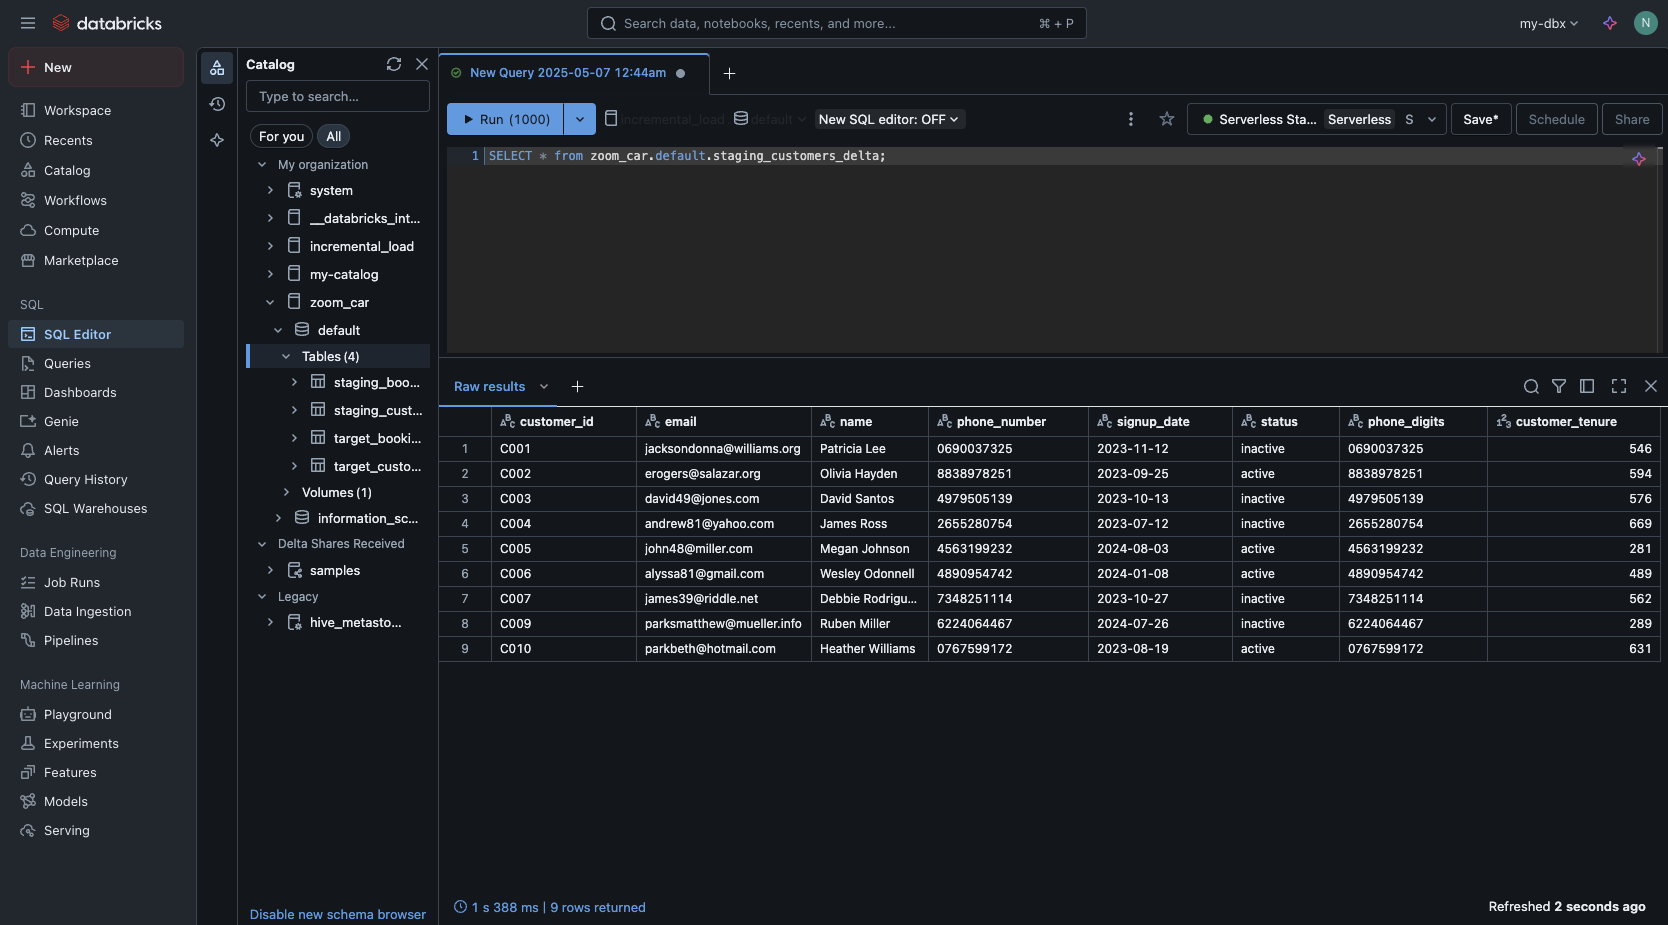 databricks
Search data, notebooks, recents, and more...
⌘ + P
my-dbx
N
New
Workspace
Recents
Catalog
Workflows
Compute
Marketplace
SQL
SQL Editor
Queries
Dashboards
Genie
Alerts
Query History
SQL Warehouses
Data Engineering
Job Runs
Data Ingestion
Pipelines
Machine Learning
Playground
Experiments
Features
Models
Serving
Catalog
Type to search...
For you
All
My organization
system
__databricks_int...
incremental_load
my-catalog
zoom_car
default
Tables (4)
staging_boo...
staging_cust...
target_booki...
target_custo...
Volumes (1)
information_sc...
Delta Shares Received
samples
Legacy
hive_metasto...
Disable new schema browser
New Query 2025-05-07 12:44am
Run (1000)
incremental_load
default
New SQL editor: OFF
Serverless Sta...
Serverless
S
Save*
Schedule
Share
1 SELECT * from zoom_car.default.staging_customers_delta;
Raw results
customer_id email name phone_number signup_date status phone_digits customer_tenure
1 C001 jacksondonna@williams.org Patricia Lee 0690037325 2023-11-12 inactive 0690037325 546
2 C002 erogers@salazar.org Olivia Hayden 8838978251 2023-09-25 active 8838978251 594
3 C003 david49@jones.com David Santos 4979505139 2023-10-13 inactive 4979505139 576
4 C004 andrew81@yahoo.com James Ross 2655280754 2023-07-12 inactive 2655280754 669
5 C005 john48@miller.com Megan Johnson 4563199232 2024-08-03 active 4563199232 281
6 C006 alyssa81@gmail.com Wesley Odonnell 4890954742 2024-01-08 active 4890954742 489
7 C007 james39@riddle.net Debbie Rodrigu... 7348251114 2023-10-27 inactive 7348251114 562
8 C009 parksmatthew@mueller.info Ruben Miller 6224064467 2024-07-26 inactive 6224064467 289
9 C010 parkbeth@hotmail.com Heather Williams 0767599172 2023-08-19 active 0767599172 631
1 s 388 ms | 9 rows returned
Refreshed 2 seconds ago